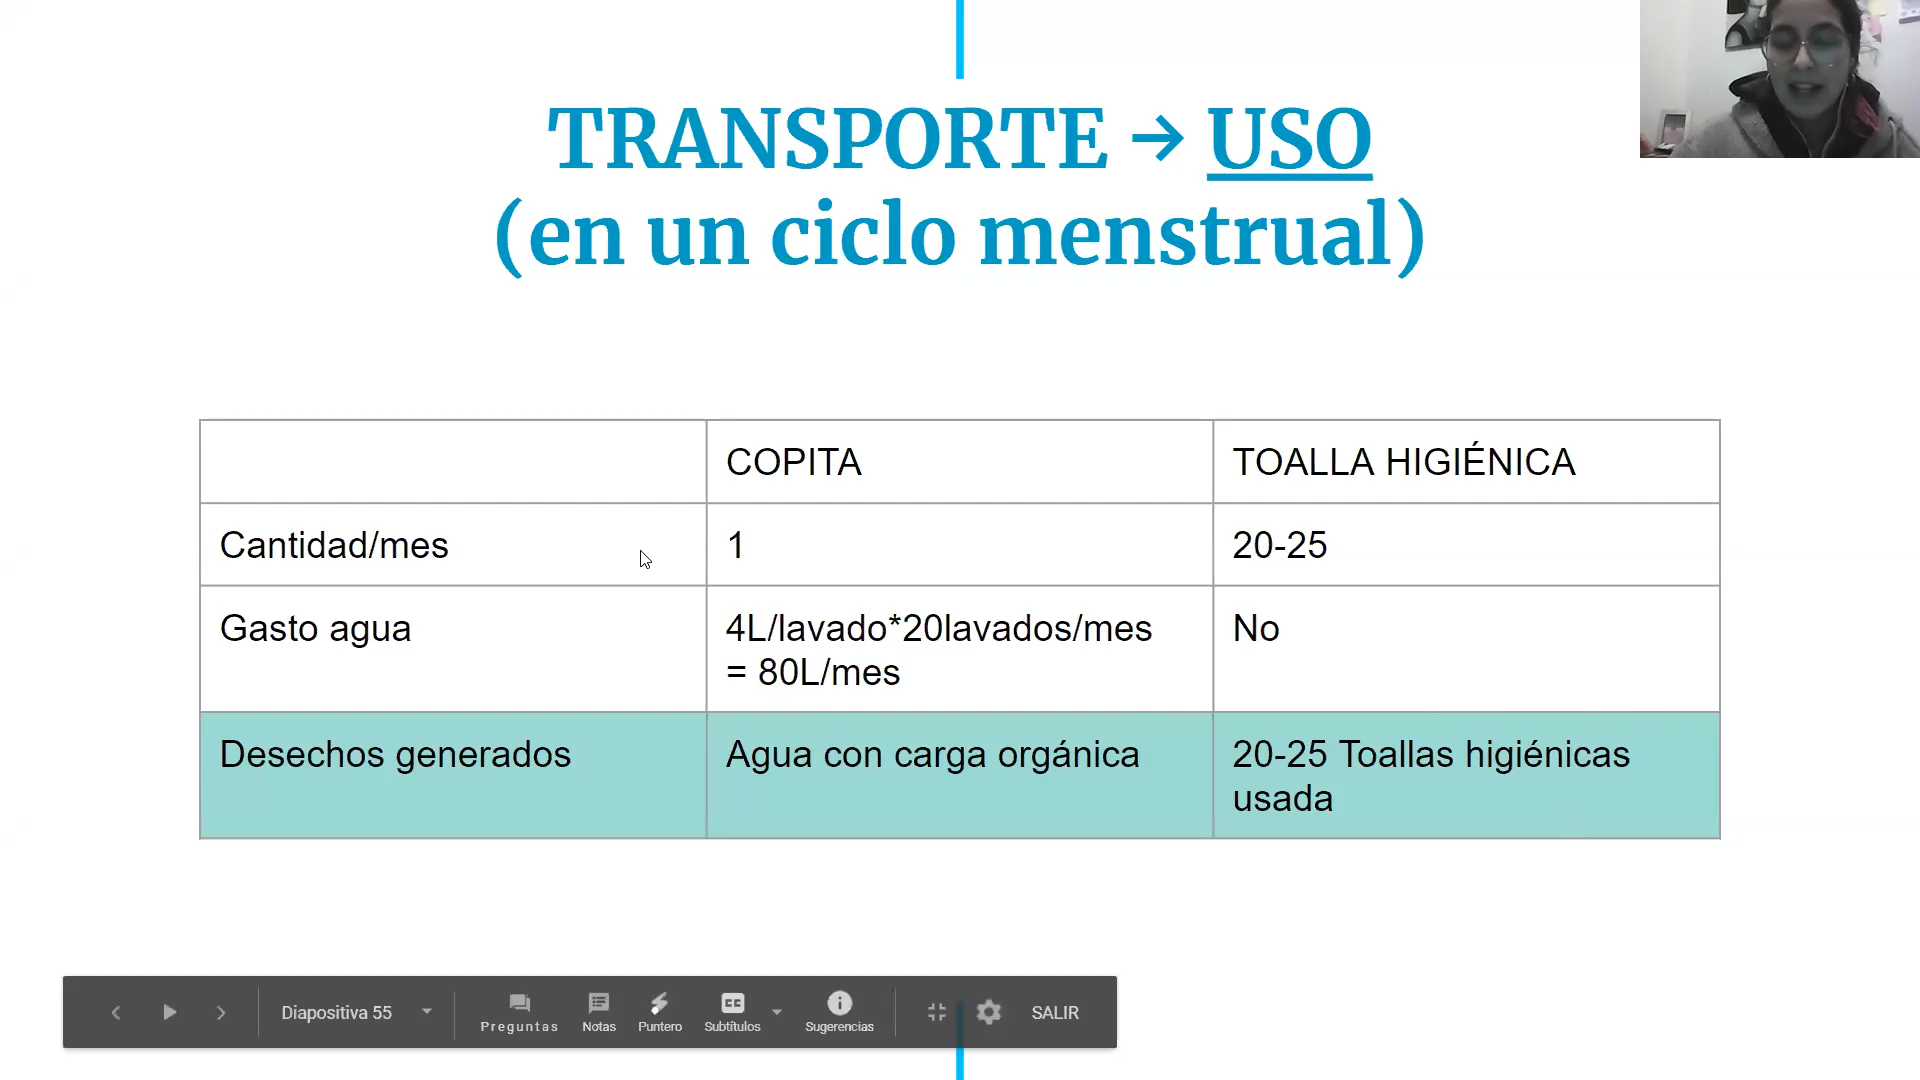 TRANSPORTE → USO
(en un ciclo menstrual)
COPITA
TOALLA HIGIÉNICA
Cantidad/mes
1
20-25
Gasto agua
4L/lavado*20lavados/mes
= 80L/mes
No
Desechos generados
Agua con carga orgánica
20-25 Toallas higiénicas
usada
Diapositiva 55
Preguntas
Notas
Puntero
CC
Subtítulos
Sugerencias
SALIR